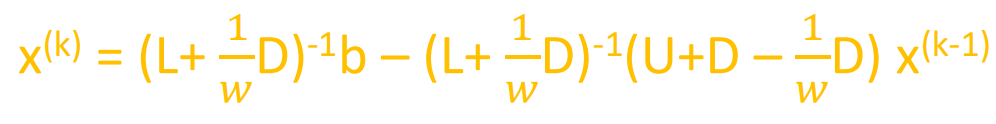 x⁽ᵏ⁾ = (L+ 1/w D)⁻¹b – (L+ 1/w D)⁻¹(U+D – 1/w D) x⁽ᵏ⁻¹⁾